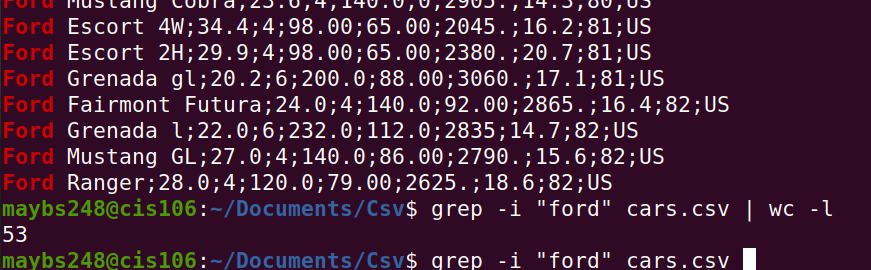 Ford Mustang Cobra;23.6;4;140.0;0;2905.;14.3;80;US
Ford Escort 4W;34.4;4;98.00;65.00;2045.;16.2;81;US
Ford Escort 2H;29.9;4;98.00;65.00;2380.;20.7;81;US
Ford Grenada gl;20.2;6;200.0;88.00;3060.;17.1;81;US
Ford Fairmont Futura;24.0;4;140.0;92.00;2865.;16.4;82;US
Ford Grenada l;22.0;6;232.0;112.0;2835;14.7;82;US
Ford Mustang GL;27.0;4;140.0;86.00;2790.;15.6;82;US
Ford Ranger;28.0;4;120.0;79.00;2625.;18.6;82;US
maybs248@cis106:~/Documents/Csv$ grep -i "ford" cars.csv | wc -l
53
maybs248@cis106:~/Documents/Csv$ grep -i "ford" cars.csv